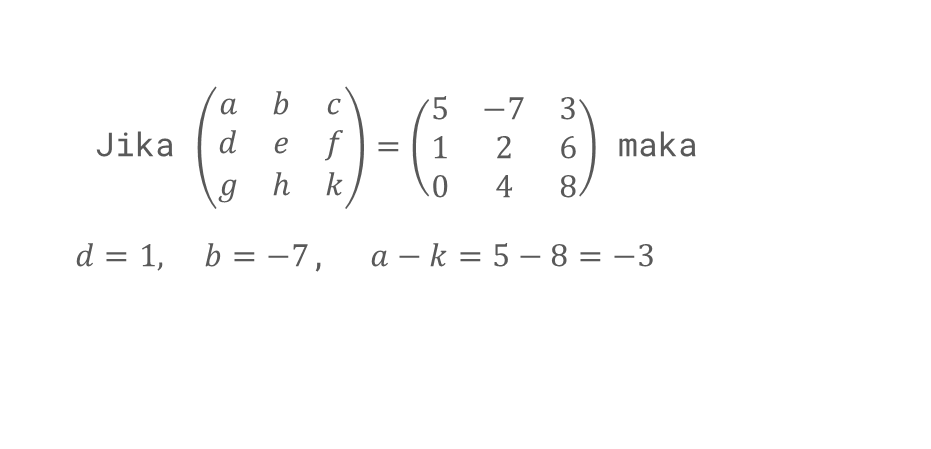 Jika (a b c
d e f
g h k) = (5 −7 3
1 2 6
0 4 8) maka
d = 1, b = −7, a − k = 5 − 8 = −3